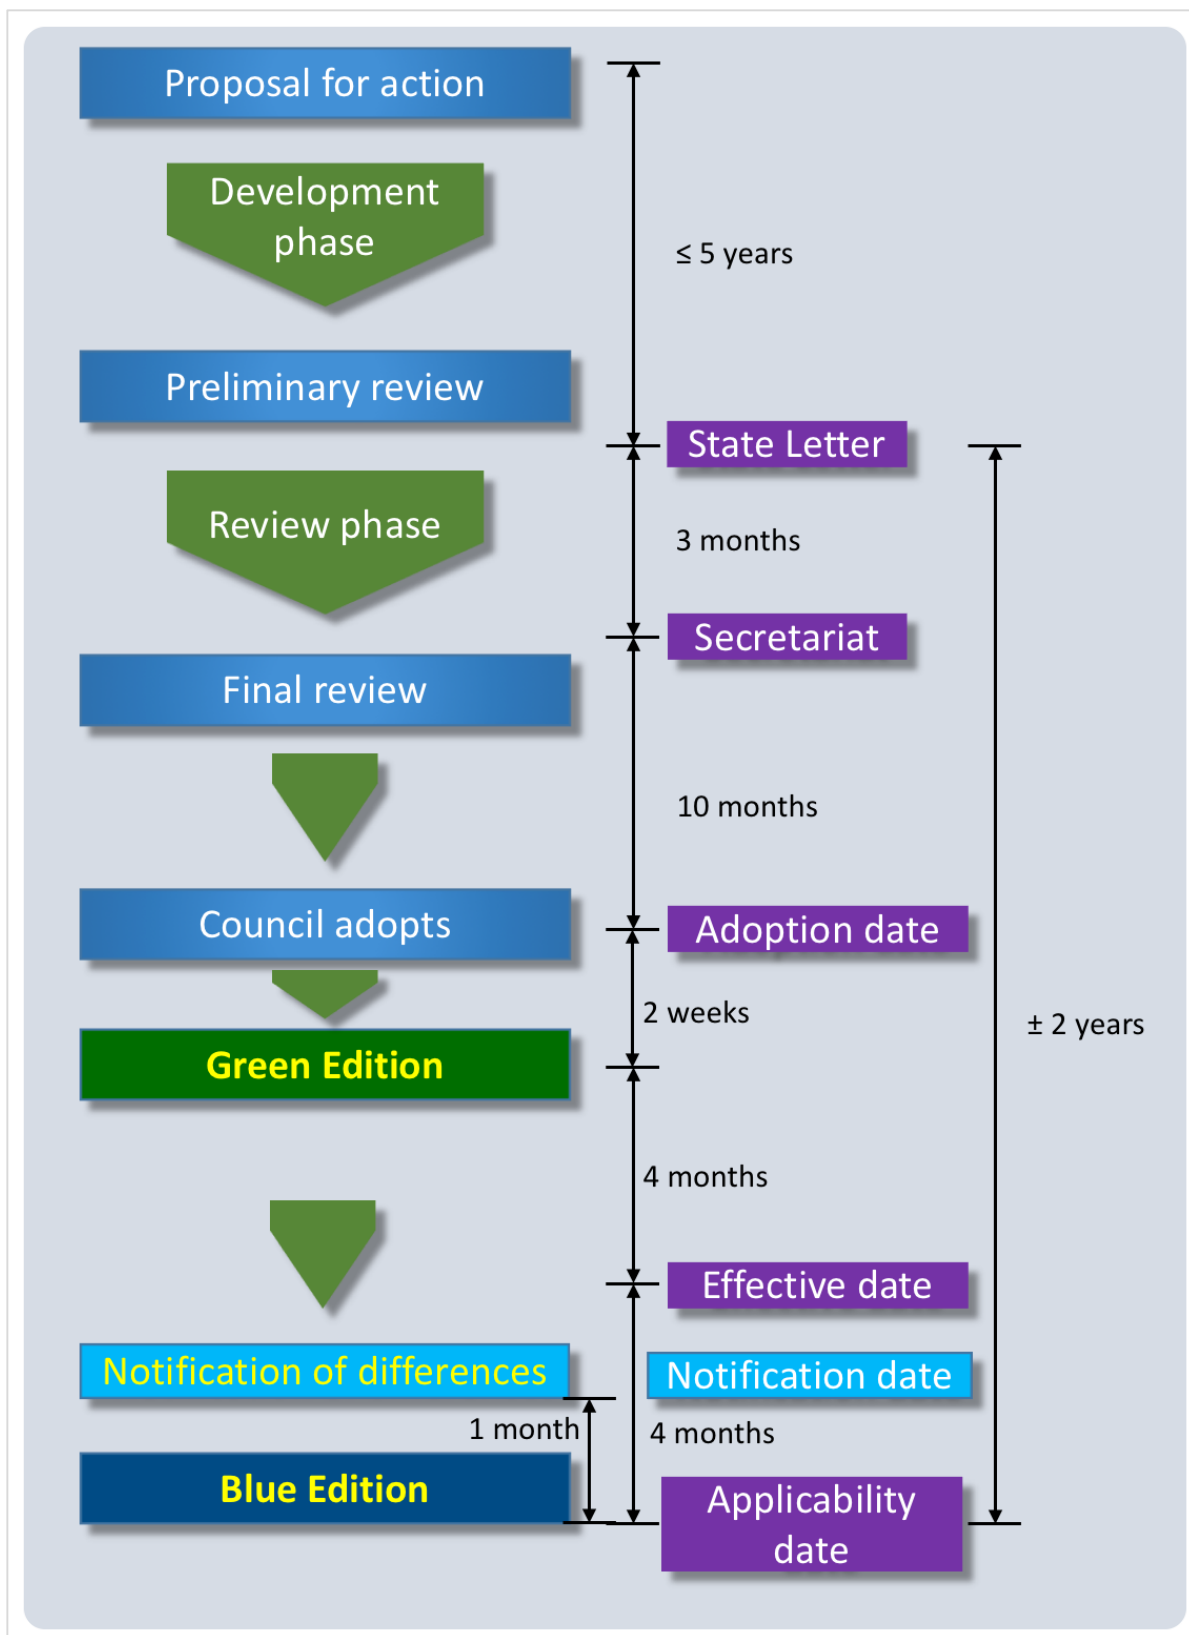 Proposal for action
Development
phase
≤ 5 years
Preliminary review
State Letter
Review phase
3 months
Secretariat
Final review
10 months
Council adopts
Adoption date
2 weeks
± 2 years
Green Edition
4 months
Effective date
Notification of differences
Notification date
1 month
4 months
Blue Edition
Applicability
date